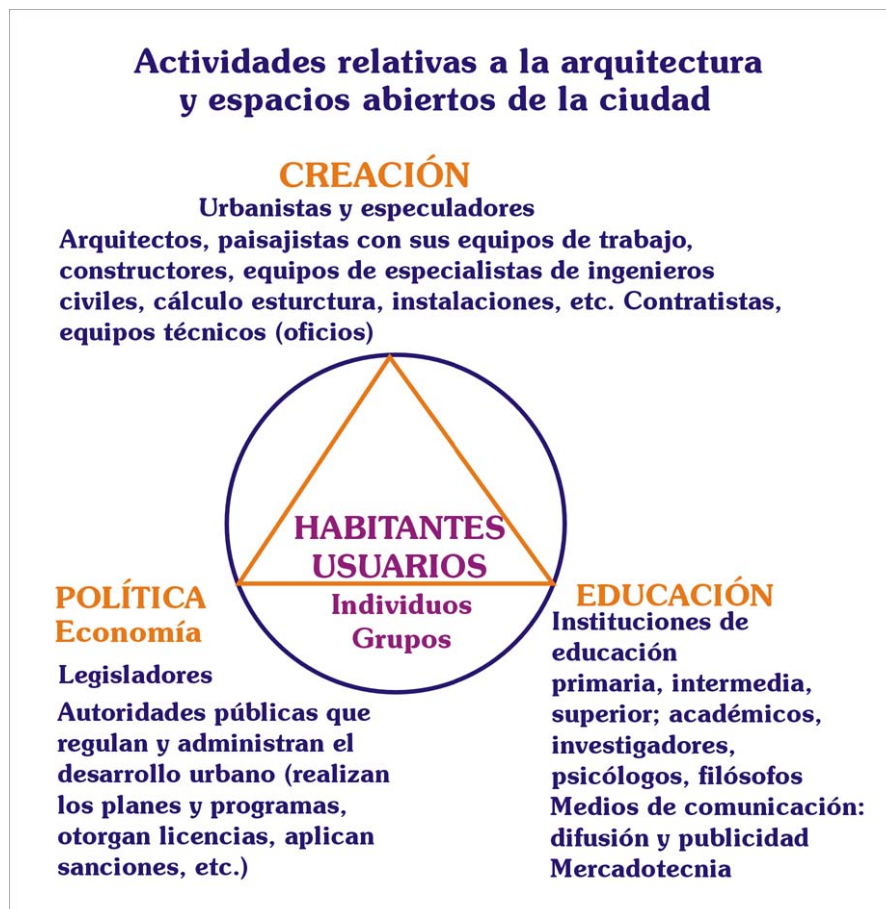 Actividades relativas a la arquitectura
y espacios abiertos de la ciudad
CREACIÓN
Urbanistas y especuladores
Arquitectos, paisajistas con sus equipos de trabajo,
constructores, equipos de especialistas de ingenieros
civiles, cálculo esturctura, instalaciones, etc. Contratistas,
equipos técnicos (oficios)
HABITANTES
USUARIOS
Individuos
Grupos
POLÍTICA
Economía
Legisladores
Autoridades públicas que
regulan y administran el
desarrollo urbano (realizan
los planes y programas,
otorgan licencias, aplican
sanciones, etc.)
EDUCACIÓN
Instituciones de
educación
primaria, intermedia,
superior; académicos,
investigadores,
psicólogos, filósofos
Medios de comunicación:
difusión y publicidad
Mercadotecnia